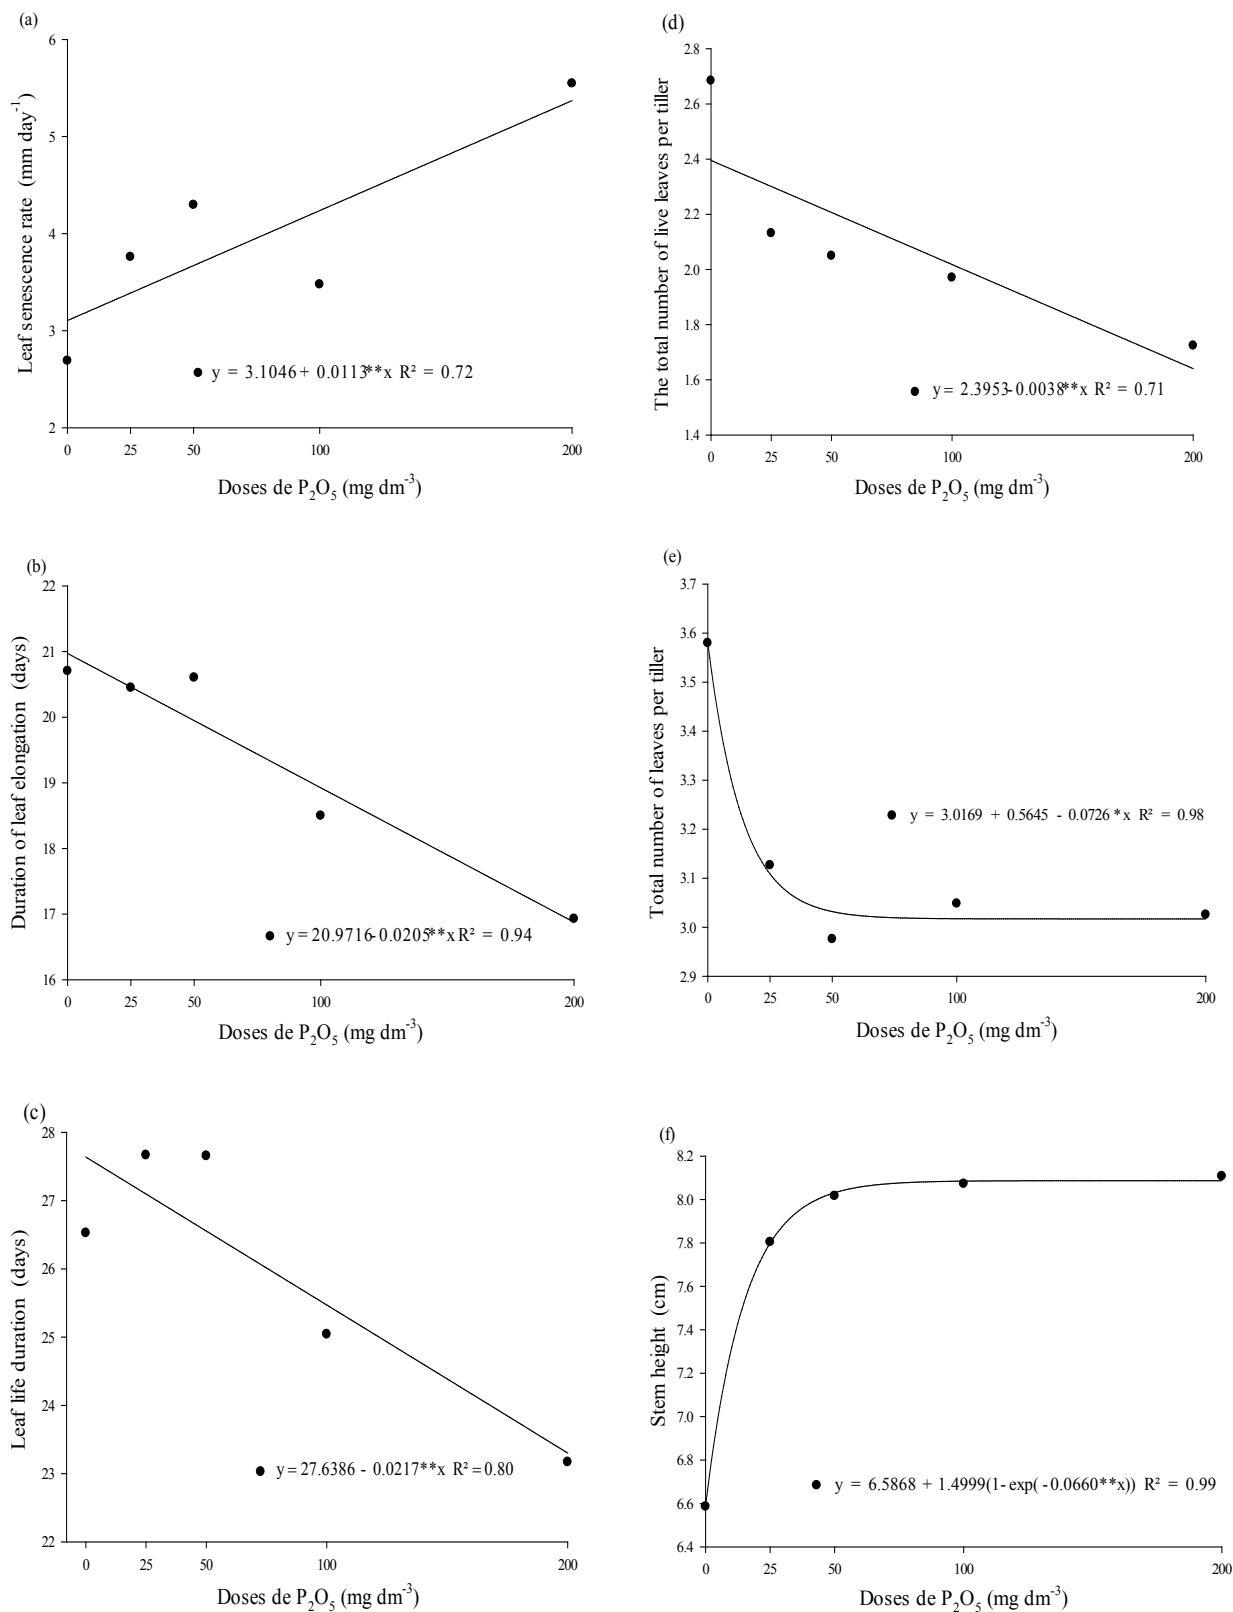 (a)
Leaf senescence rate (mm day-1)
6
5
4
3
2
y = 3.1046 + 0.0113**x R² = 0.72
0 25 50 100 200
Doses de P2O5 (mg dm-3)
(b)
Duration of leaf elongation (days)
22
21
20
19
18
17
16
y = 20.9716-0.0205**x R² = 0.94
0 25 50 100 200
Doses de P2O5 (mg dm-3)
(c)
Leaf life duration (days)
28
27
26
25
24
23
22
y = 27.6386 - 0.0217**x R² = 0.80
0 25 50 100 200
Doses de P2O5 (mg dm-3)
(d)
The total number of live leaves per tiller
2.8
2.6
2.4
2.2
2.0
1.8
1.6
1.4
y = 2.3953-0.0038**x R² = 0.71
0 25 50 100 200
Doses de P2O5 (mg dm-3)
(e)
Total number of leaves per tiller
3.7
3.6
3.5
3.4
3.3
3.2
3.1
3.0
2.9
y = 3.0169 + 0.5645 - 0.0726 *x R² = 0.98
0 25 50 100 200
Doses de P2O5 (mg dm-3)
(f)
Stem height (cm)
8.2
8.0
7.8
7.6
7.4
7.2
7.0
6.8
6.6
6.4
y = 6.5868 + 1.4999(1- exp( -0.0660**x)) R² = 0.99
0 25 50 100 200
Doses de P2O5 (mg dm-3)